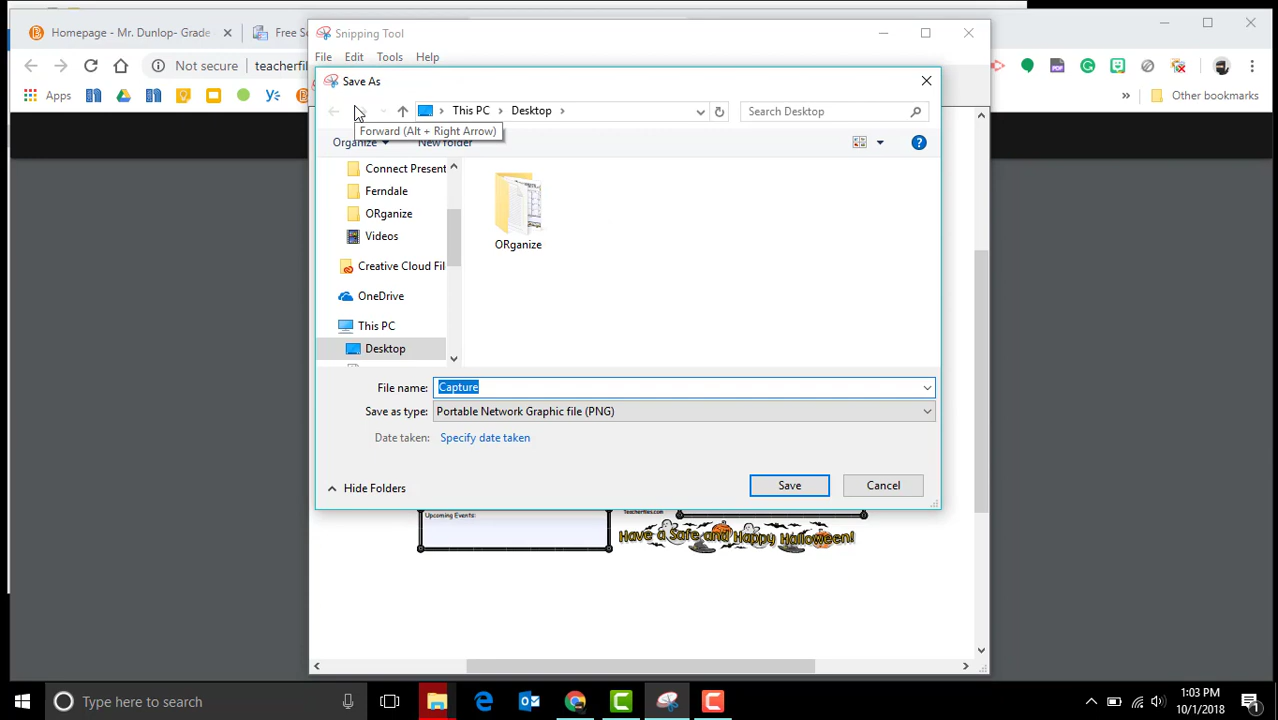 Homepage - Mr. Dunlop- Grade
Free So
Not secure
teacherfil
Apps
Other bookmarks
Snipping Tool
File
Edit
Tools
Help
Save As
This PC
Desktop
Search Desktop
Forward (Alt + Right Arrow)
Organize
New folder
Connect Present
Ferndale
ORganize
Videos
Creative Cloud Fil
OneDrive
This PC
Desktop
ORganize
File name:
Capture
Save as type:
Portable Network Graphic file (PNG)
Date taken:
Specify date taken
Hide Folders
Save
Cancel
Upcoming Events:
Teacherfiles.com
Have a Safe and Happy Halloween!
Type here to search
1:03 PM
10/1/2018